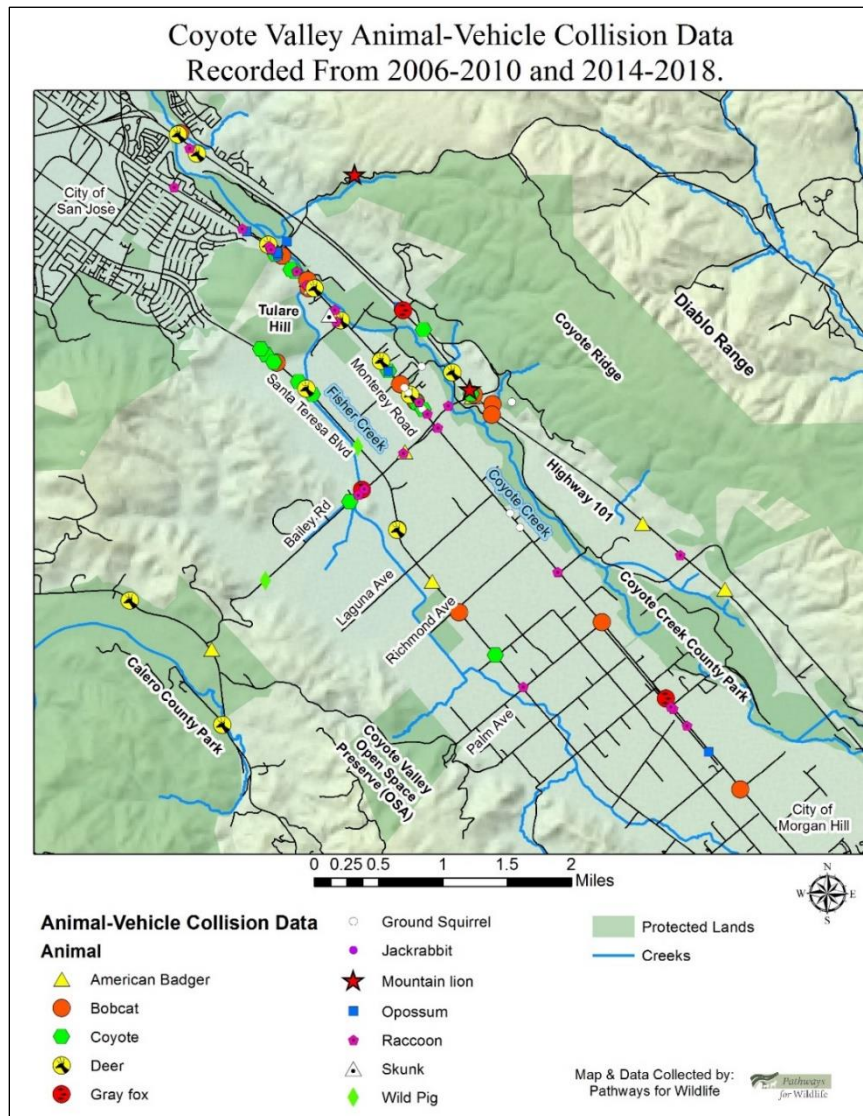 Coyote Valley Animal-Vehicle Collision Data
Recorded From 2006-2010 and 2014-2018.
City of
San Jose
Tulare
Hill
Coyote Ridge
Diablo Range
Monterey Road
Fisher Creek
Santa Teresa Blvd
Bailey Rd
Coyote Creek
Highway 101
Laguna Ave
Richmond Ave
Coyote Creek County Park
Calero County Park
Palm Ave
Coyote Valley
Open Space
Preserve (OSA)
City of
Morgan Hill
0 0.25 0.5 1 1.5 2
Miles
N
W E
S
Animal-Vehicle Collision Data
Animal
American Badger
Bobcat
Coyote
Deer
Gray fox
Ground Squirrel
Jackrabbit
Mountain lion
Opossum
Raccoon
Skunk
Wild Pig
Protected Lands
Creeks
Map & Data Collected by:
Pathways for Wildlife
Pathways
for Wildlife